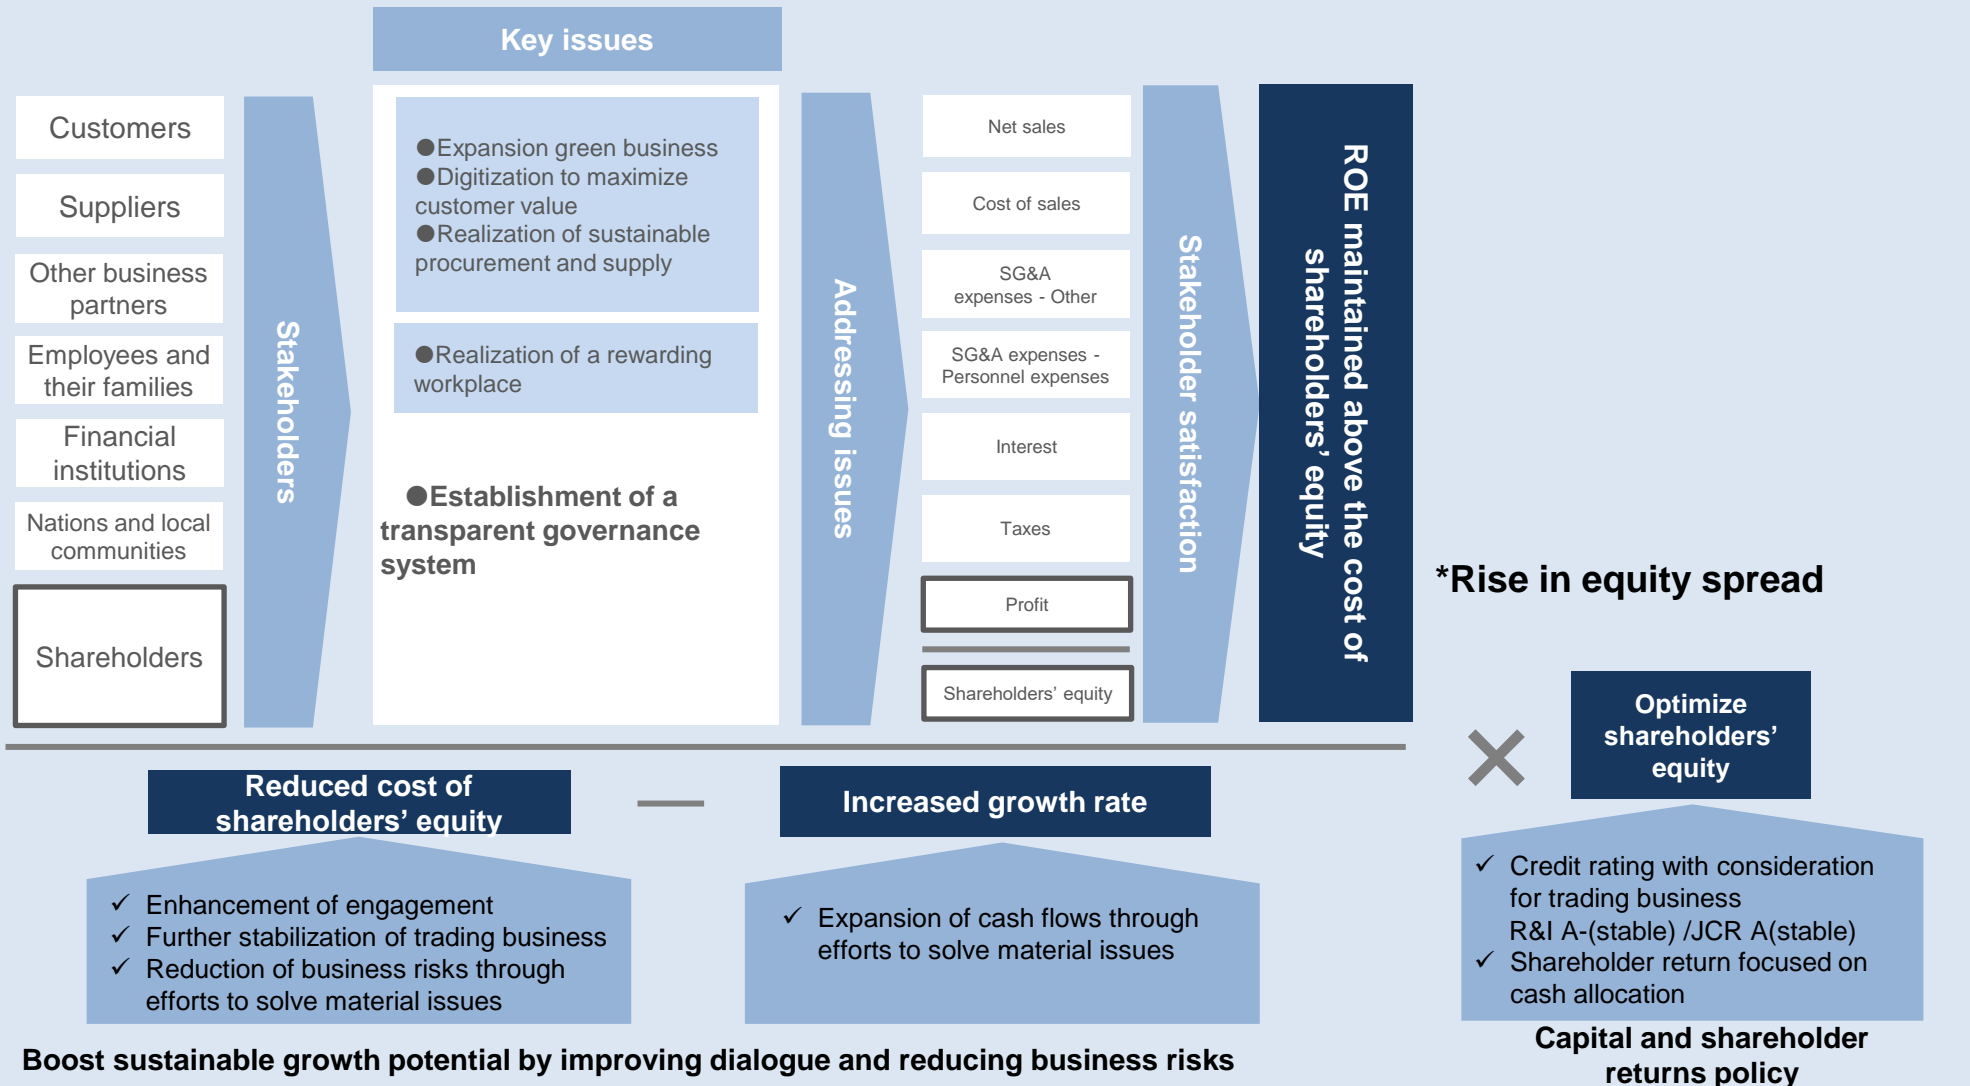 Key issues
Customers
Suppliers
Other business
partners
Employees and
their families
Financial
institutions
Nations and local
communities
Shareholders
Stakeholders
●Expansion green business
●Digitization to maximize
customer value
●Realization of sustainable
procurement and supply
●Realization of a rewarding
workplace
●Establishment of a
transparent governance
system
Addressing issues
Net sales
Cost of sales
SG&A
expenses - Other
SG&A expenses -
Personnel expenses
Interest
Taxes
Profit
Shareholders’ equity
Stakeholder satisfaction
ROE maintained above the cost of
shareholders’ equity
*Rise in equity spread
Reduced cost of
shareholders’ equity
—
Increased growth rate
×
Optimize
shareholders’
equity
✓ Enhancement of engagement
✓ Further stabilization of trading business
✓ Reduction of business risks through
efforts to solve material issues
✓ Expansion of cash flows through
efforts to solve material issues
✓ Credit rating with consideration
for trading business
R&I A-(stable) /JCR A(stable)
✓ Shareholder return focused on
cash allocation
Boost sustainable growth potential by improving dialogue and reducing business risks
Capital and shareholder
returns policy